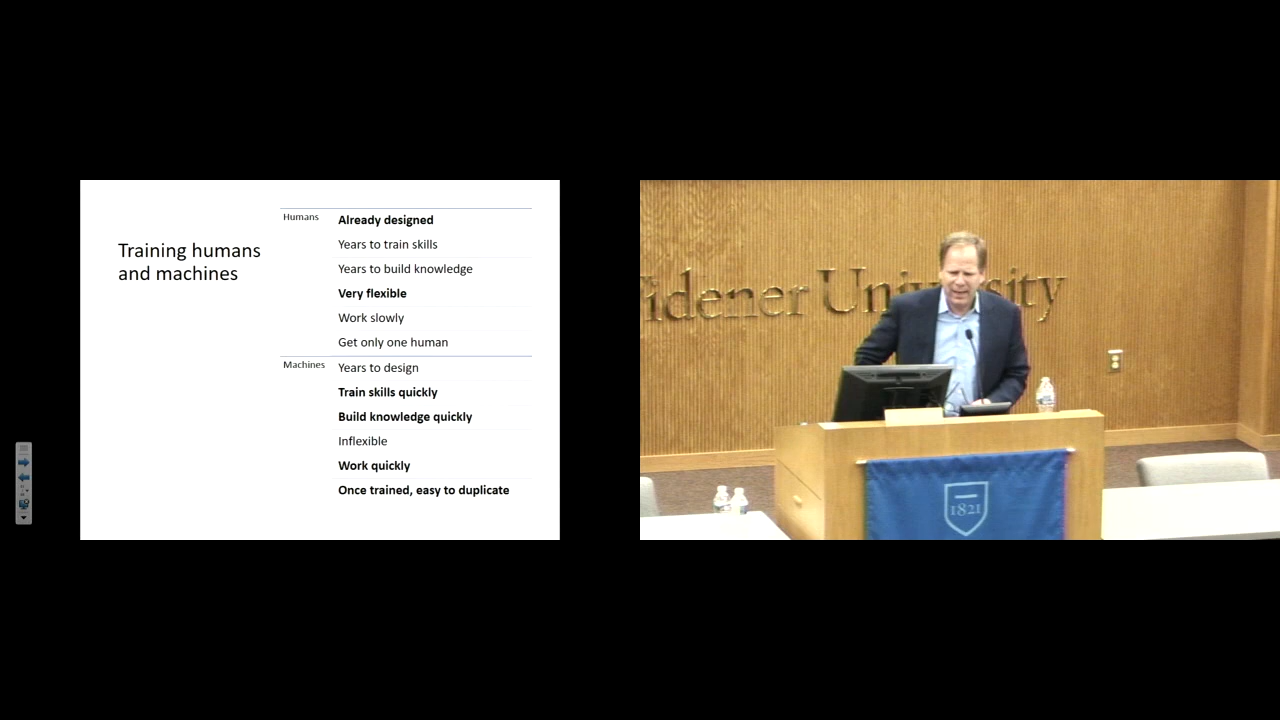 Training humans
and machines
Humans
Already designed
Years to train skills
Years to build knowledge
Very flexible
Work slowly
Get only one human
Machines
Years to design
Train skills quickly
Build knowledge quickly
Inflexible
Work quickly
Once trained, easy to duplicate
idener University
1821